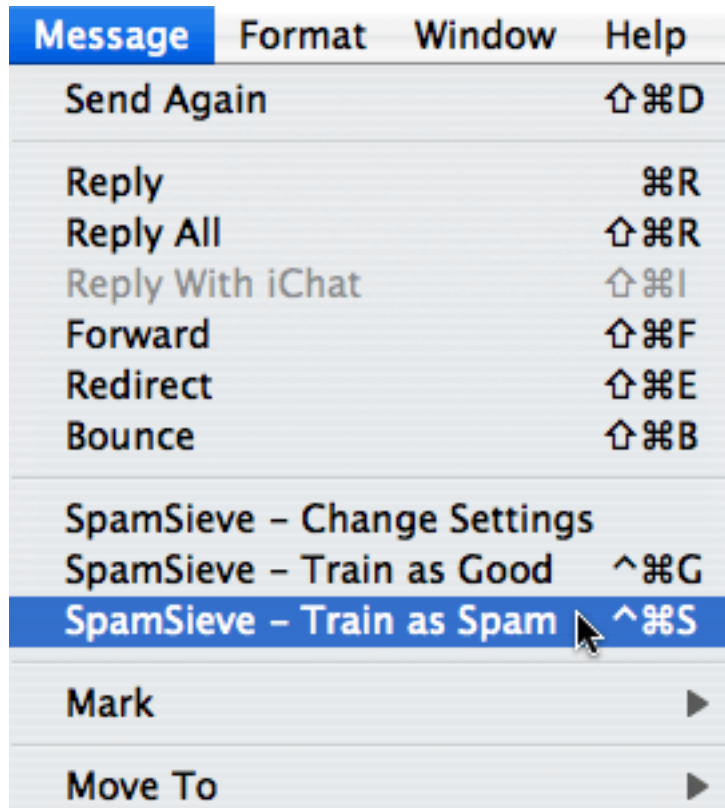 Message Format Window Help
Send Again ⇧⌘D
Reply ⌘R
Reply All ⇧⌘R
Reply With iChat ⇧⌘I
Forward ⇧⌘F
Redirect ⇧⌘E
Bounce ⇧⌘B
SpamSieve – Change Settings
SpamSieve – Train as Good ^⌘G
SpamSieve – Train as Spam ^⌘S
Mark ▶
Move To ▶